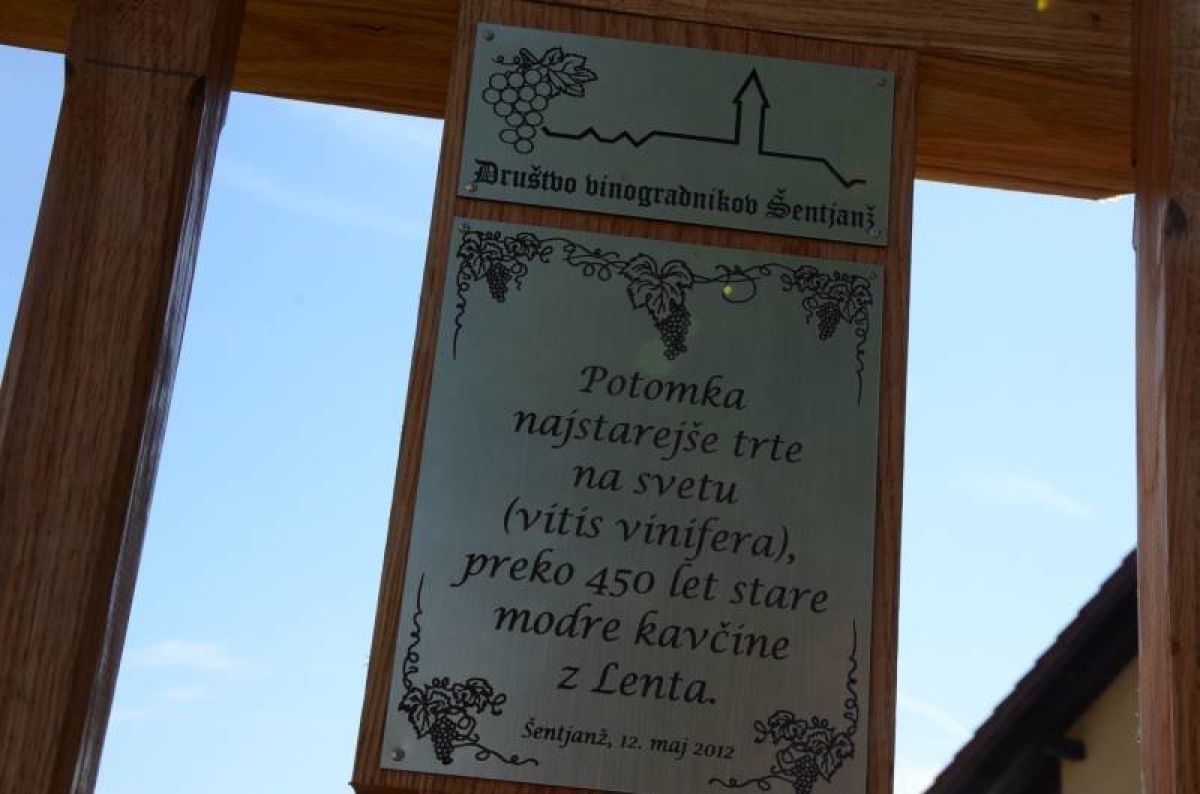 Društvo vinogradnikov Šentjanž
Potomka
najstarejše trte
na svetu
(vitis vinifera),
preko 450 let stare
modre kavčine
z Lenta.
Šentjanž, 12. maj 2012